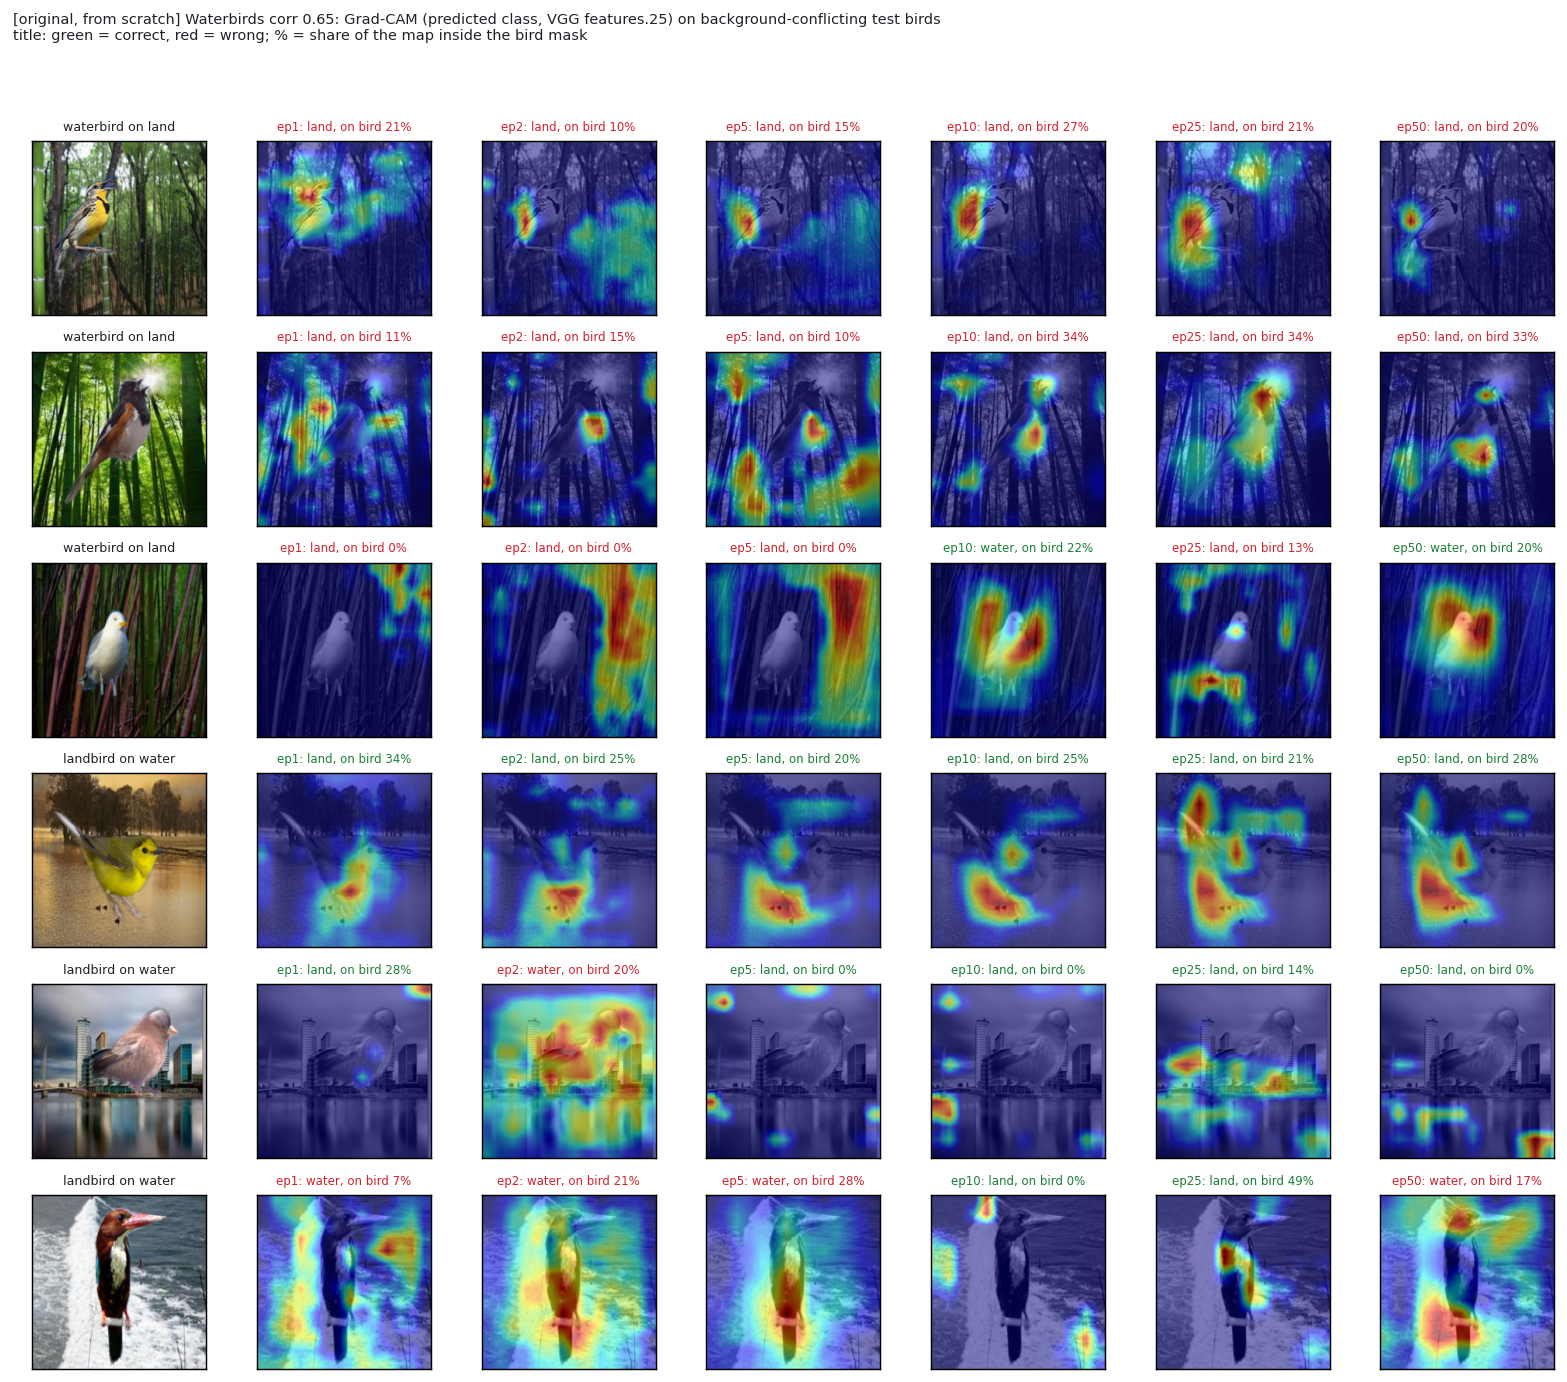 [original, from scratch] Waterbirds corr 0.65: Grad-CAM (predicted class, VGG features.25) on background-conflicting test birds
title: green = correct, red = wrong; % = share of the map inside the bird mask
waterbird on land
ep1: land, on bird 21%
ep2: land, on bird 10%
ep5: land, on bird 15%
ep10: land, on bird 27%
ep25: land, on bird 21%
ep50: land, on bird 20%
waterbird on land
ep1: land, on bird 11%
ep2: land, on bird 15%
ep5: land, on bird 10%
ep10: land, on bird 34%
ep25: land, on bird 34%
ep50: land, on bird 33%
waterbird on land
ep1: land, on bird 0%
ep2: land, on bird 0%
ep5: land, on bird 0%
ep10: water, on bird 22%
ep25: land, on bird 13%
ep50: water, on bird 20%
landbird on water
ep1: land, on bird 34%
ep2: land, on bird 25%
ep5: land, on bird 20%
ep10: land, on bird 25%
ep25: land, on bird 21%
ep50: land, on bird 28%
landbird on water
ep1: land, on bird 28%
ep2: water, on bird 20%
ep5: land, on bird 0%
ep10: land, on bird 0%
ep25: land, on bird 14%
ep50: land, on bird 0%
landbird on water
ep1: water, on bird 7%
ep2: water, on bird 21%
ep5: water, on bird 28%
ep10: land, on bird 0%
ep25: land, on bird 49%
ep50: water, on bird 17%